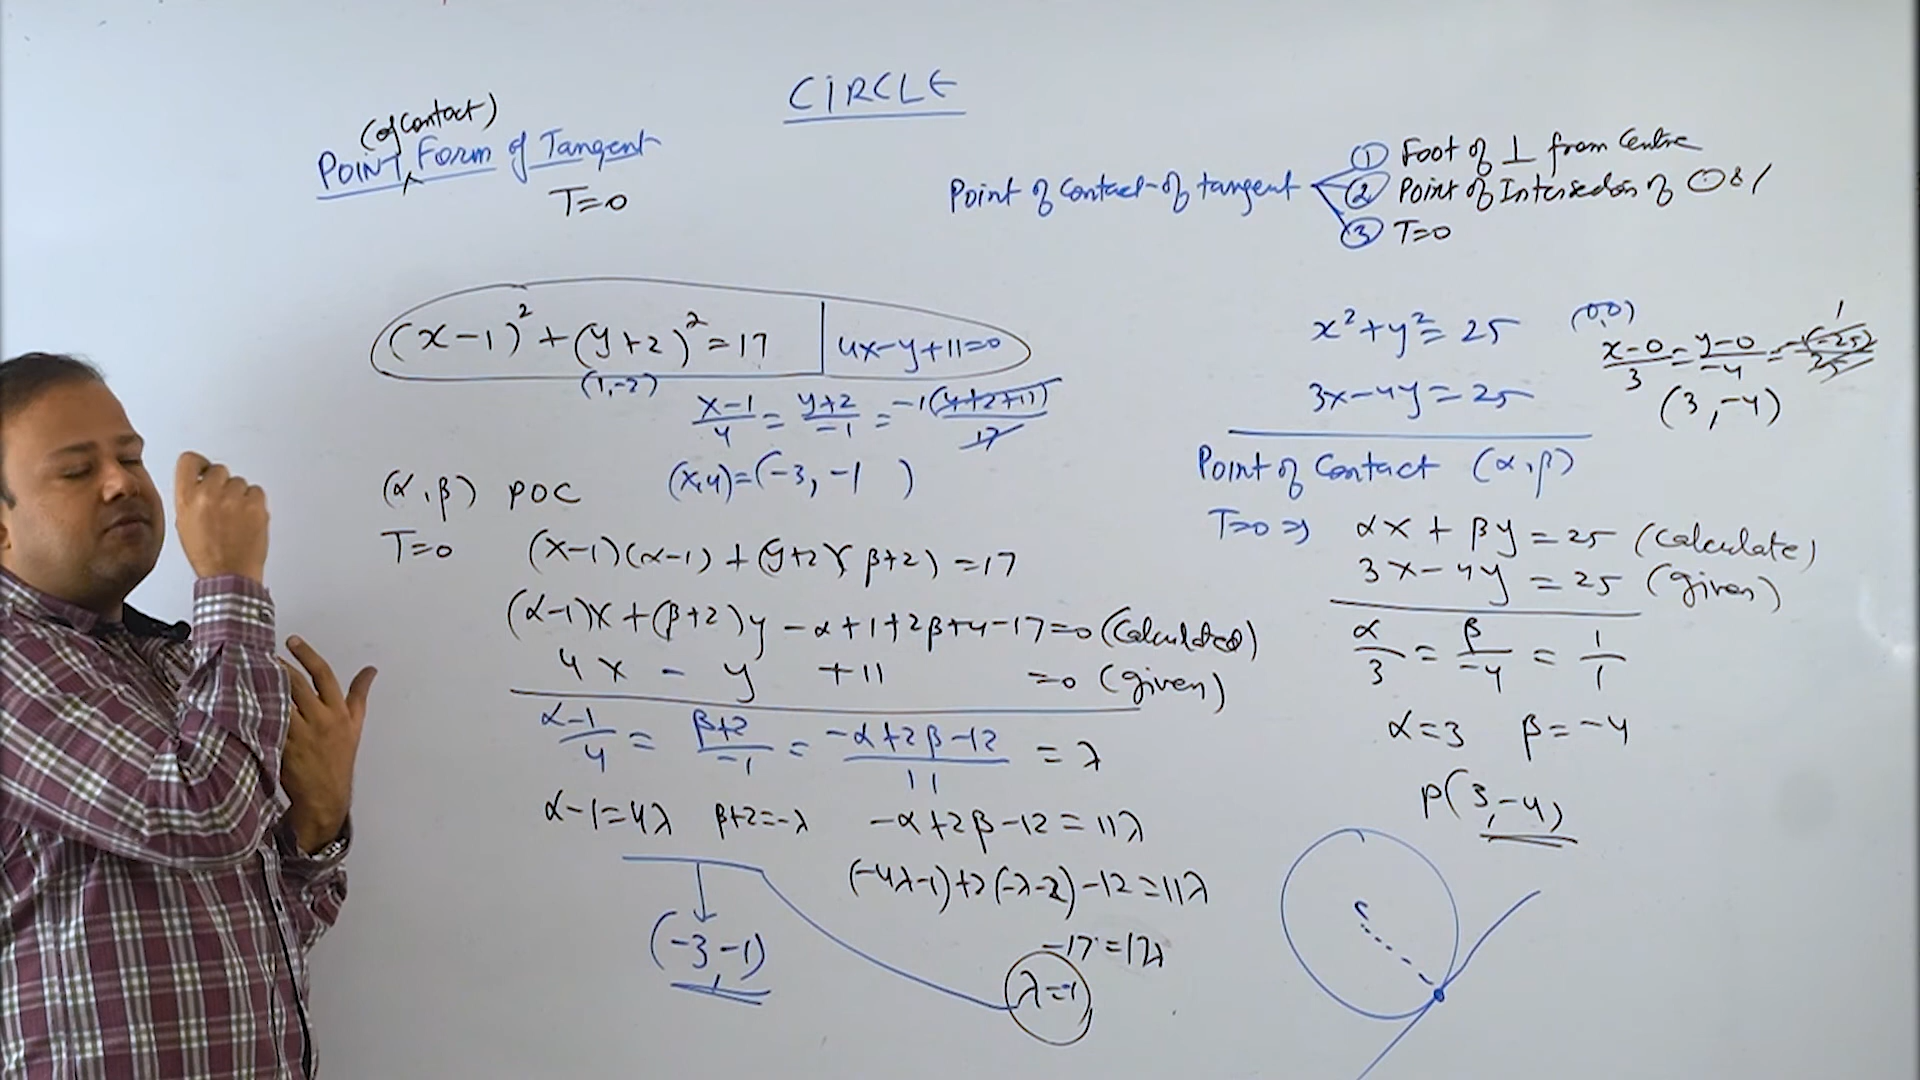 CIRCLE
(of Contact)
POINT ^ Form of Tangent
T=0
Point of Contact of tangent
① Foot of ⊥ from Centre
② Point of Intersection of ○ & /
③ T=0
(x-1)² + (y+2)² = 17 | 4x-y+11=0
(1,-2)
x-1/4 = y+2/-1 = -1(4+2+11)/17
(x,y)=(-3, -1 )
(α,β) POC
T=0 (x-1)(α-1) + (y+2)(β+2) = 17
(α-1)x + (β+2)y - α+1+2β+4-17=0 (Calculated)
4x - y +11 =0 (given)
α-1/4 = β+2/-1 = -α+2β-12/11 = λ
α-1=4λ β+2=-λ -α+2β-12=11λ
(-4λ-1)+2(-λ-2)-12=11λ
-17=17λ
λ=-1
(-3,-1)
x²+y²=25
3x-4y=25
(0,0)
x-0/3 = y-0/-4 = -1(-25)/25 1
(3,-4)
Point of Contact (α,β)
T=0 ⇒ αx + βy = 25 (Calculate)
3x-4y = 25 (given)
α/3 = β/-4 = 1/1
α=3 β=-4
P(3,-4)
C